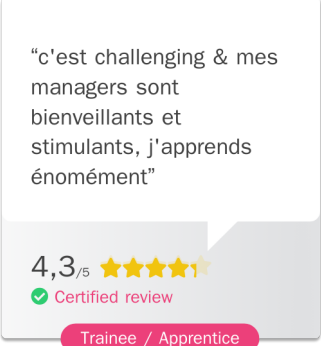 “c'est challenging & mes
managers sont
bienveillants et
stimulants, j'apprends
énomément”
4,3/5
Certified review
Trainee / Apprentice